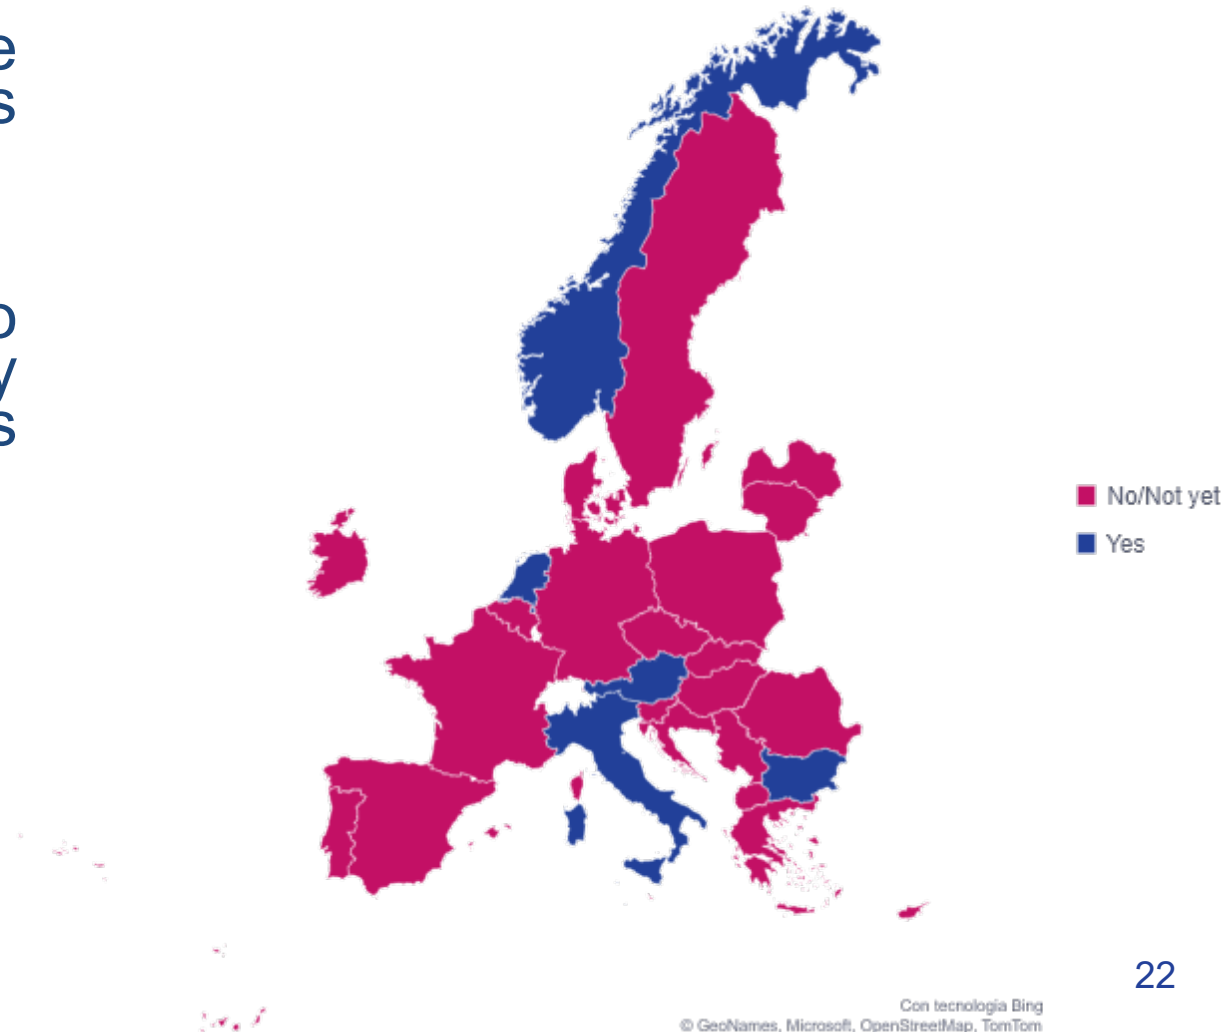 e
s
o
y
s
No/Not yet
Yes
22
Con tecnología Bing
© GeoNames, Microsoft, OpenStreetMap, TomTom